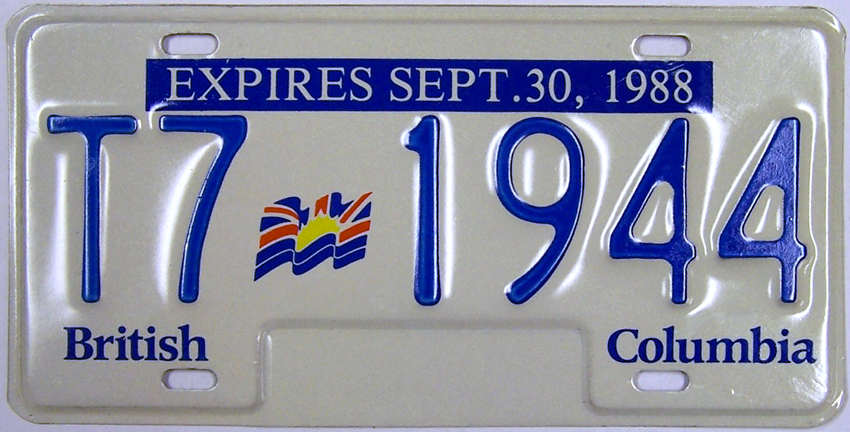 EXPIRES SEPT.30, 1988
T7 1944
British Columbia